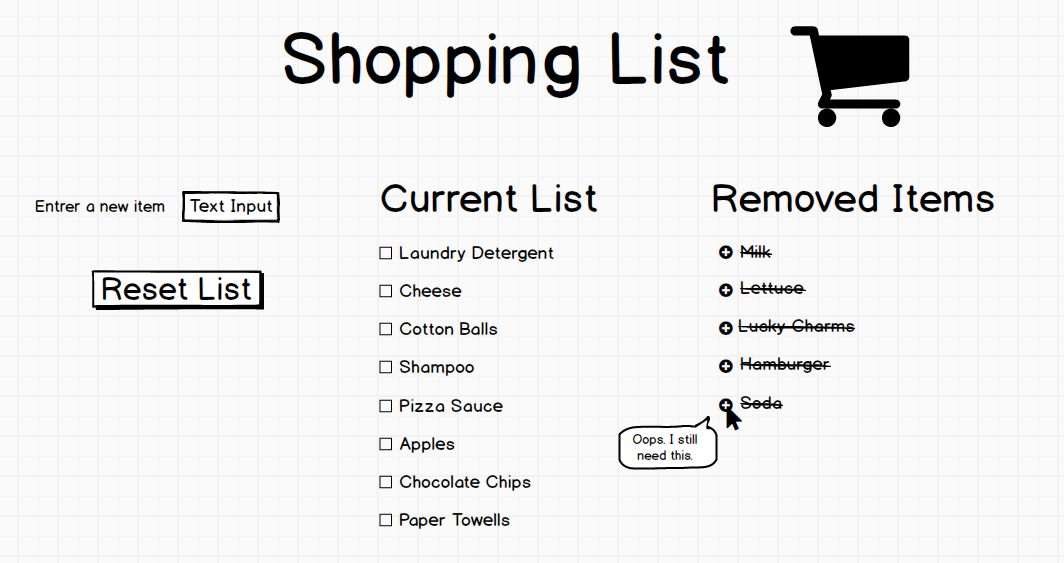 Shopping List
Entrer a new item
Text Input
Reset List
Current List
Laundry Detergent
Cheese
Cotton Balls
Shampoo
Pizza Sauce
Apples
Chocolate Chips
Paper Towells
Removed Items
Milk
Lettuce
Lucky Charms
Hamburger
Soda
Oops. I still
need this.